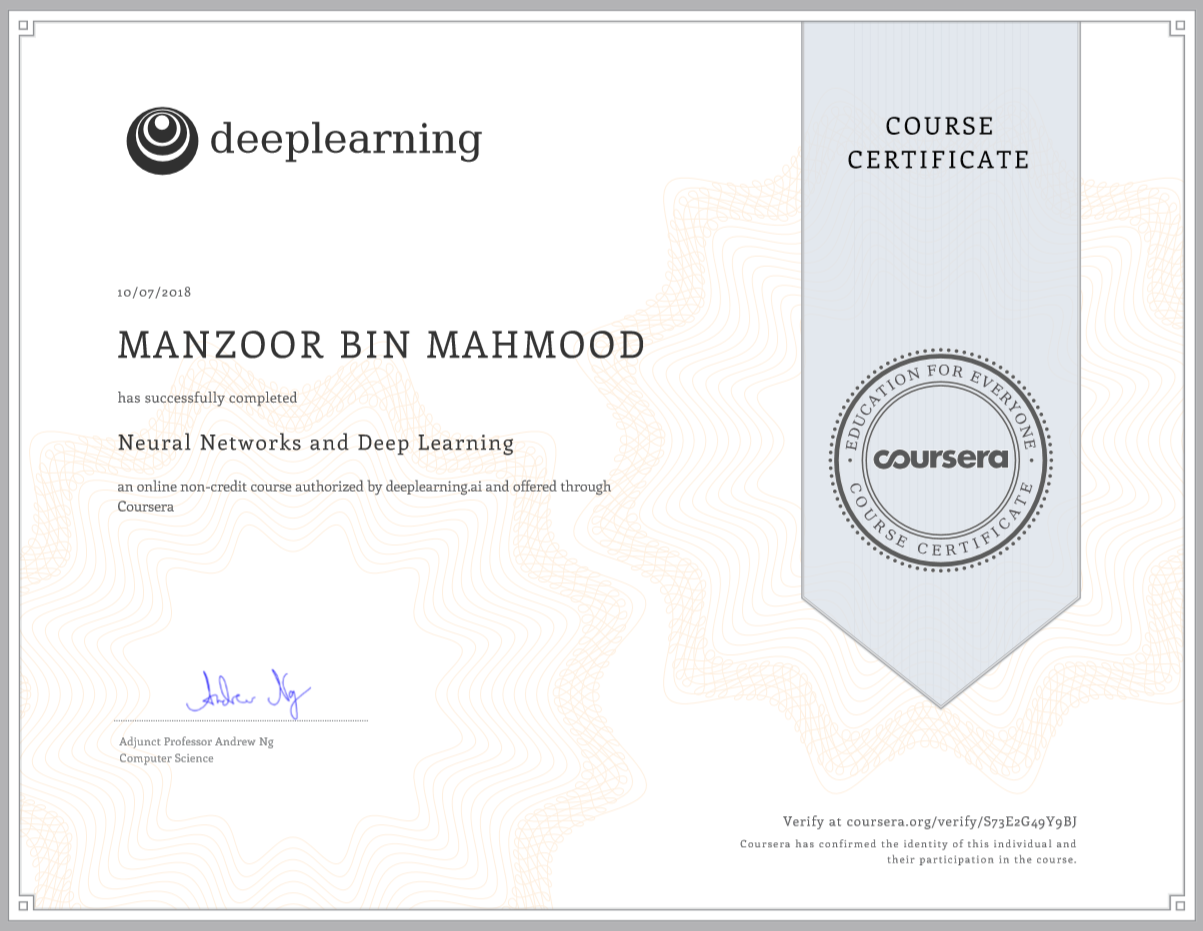 deeplearning
COURSE
CERTIFICATE
10/07/2018
MANZOOR BIN MAHMOOD
has successfully completed
Neural Networks and Deep Learning
an online non-credit course authorized by deeplearning.ai and offered through
Coursera
EDUCATION FOR EVERYONE
coursera
COURSE CERTIFICATE
Andrew Ng
Adjunct Professor Andrew Ng
Computer Science
Verify at coursera.org/verify/S73E2G49Y9BJ
Coursera has confirmed the identity of this individual and
their participation in the course.